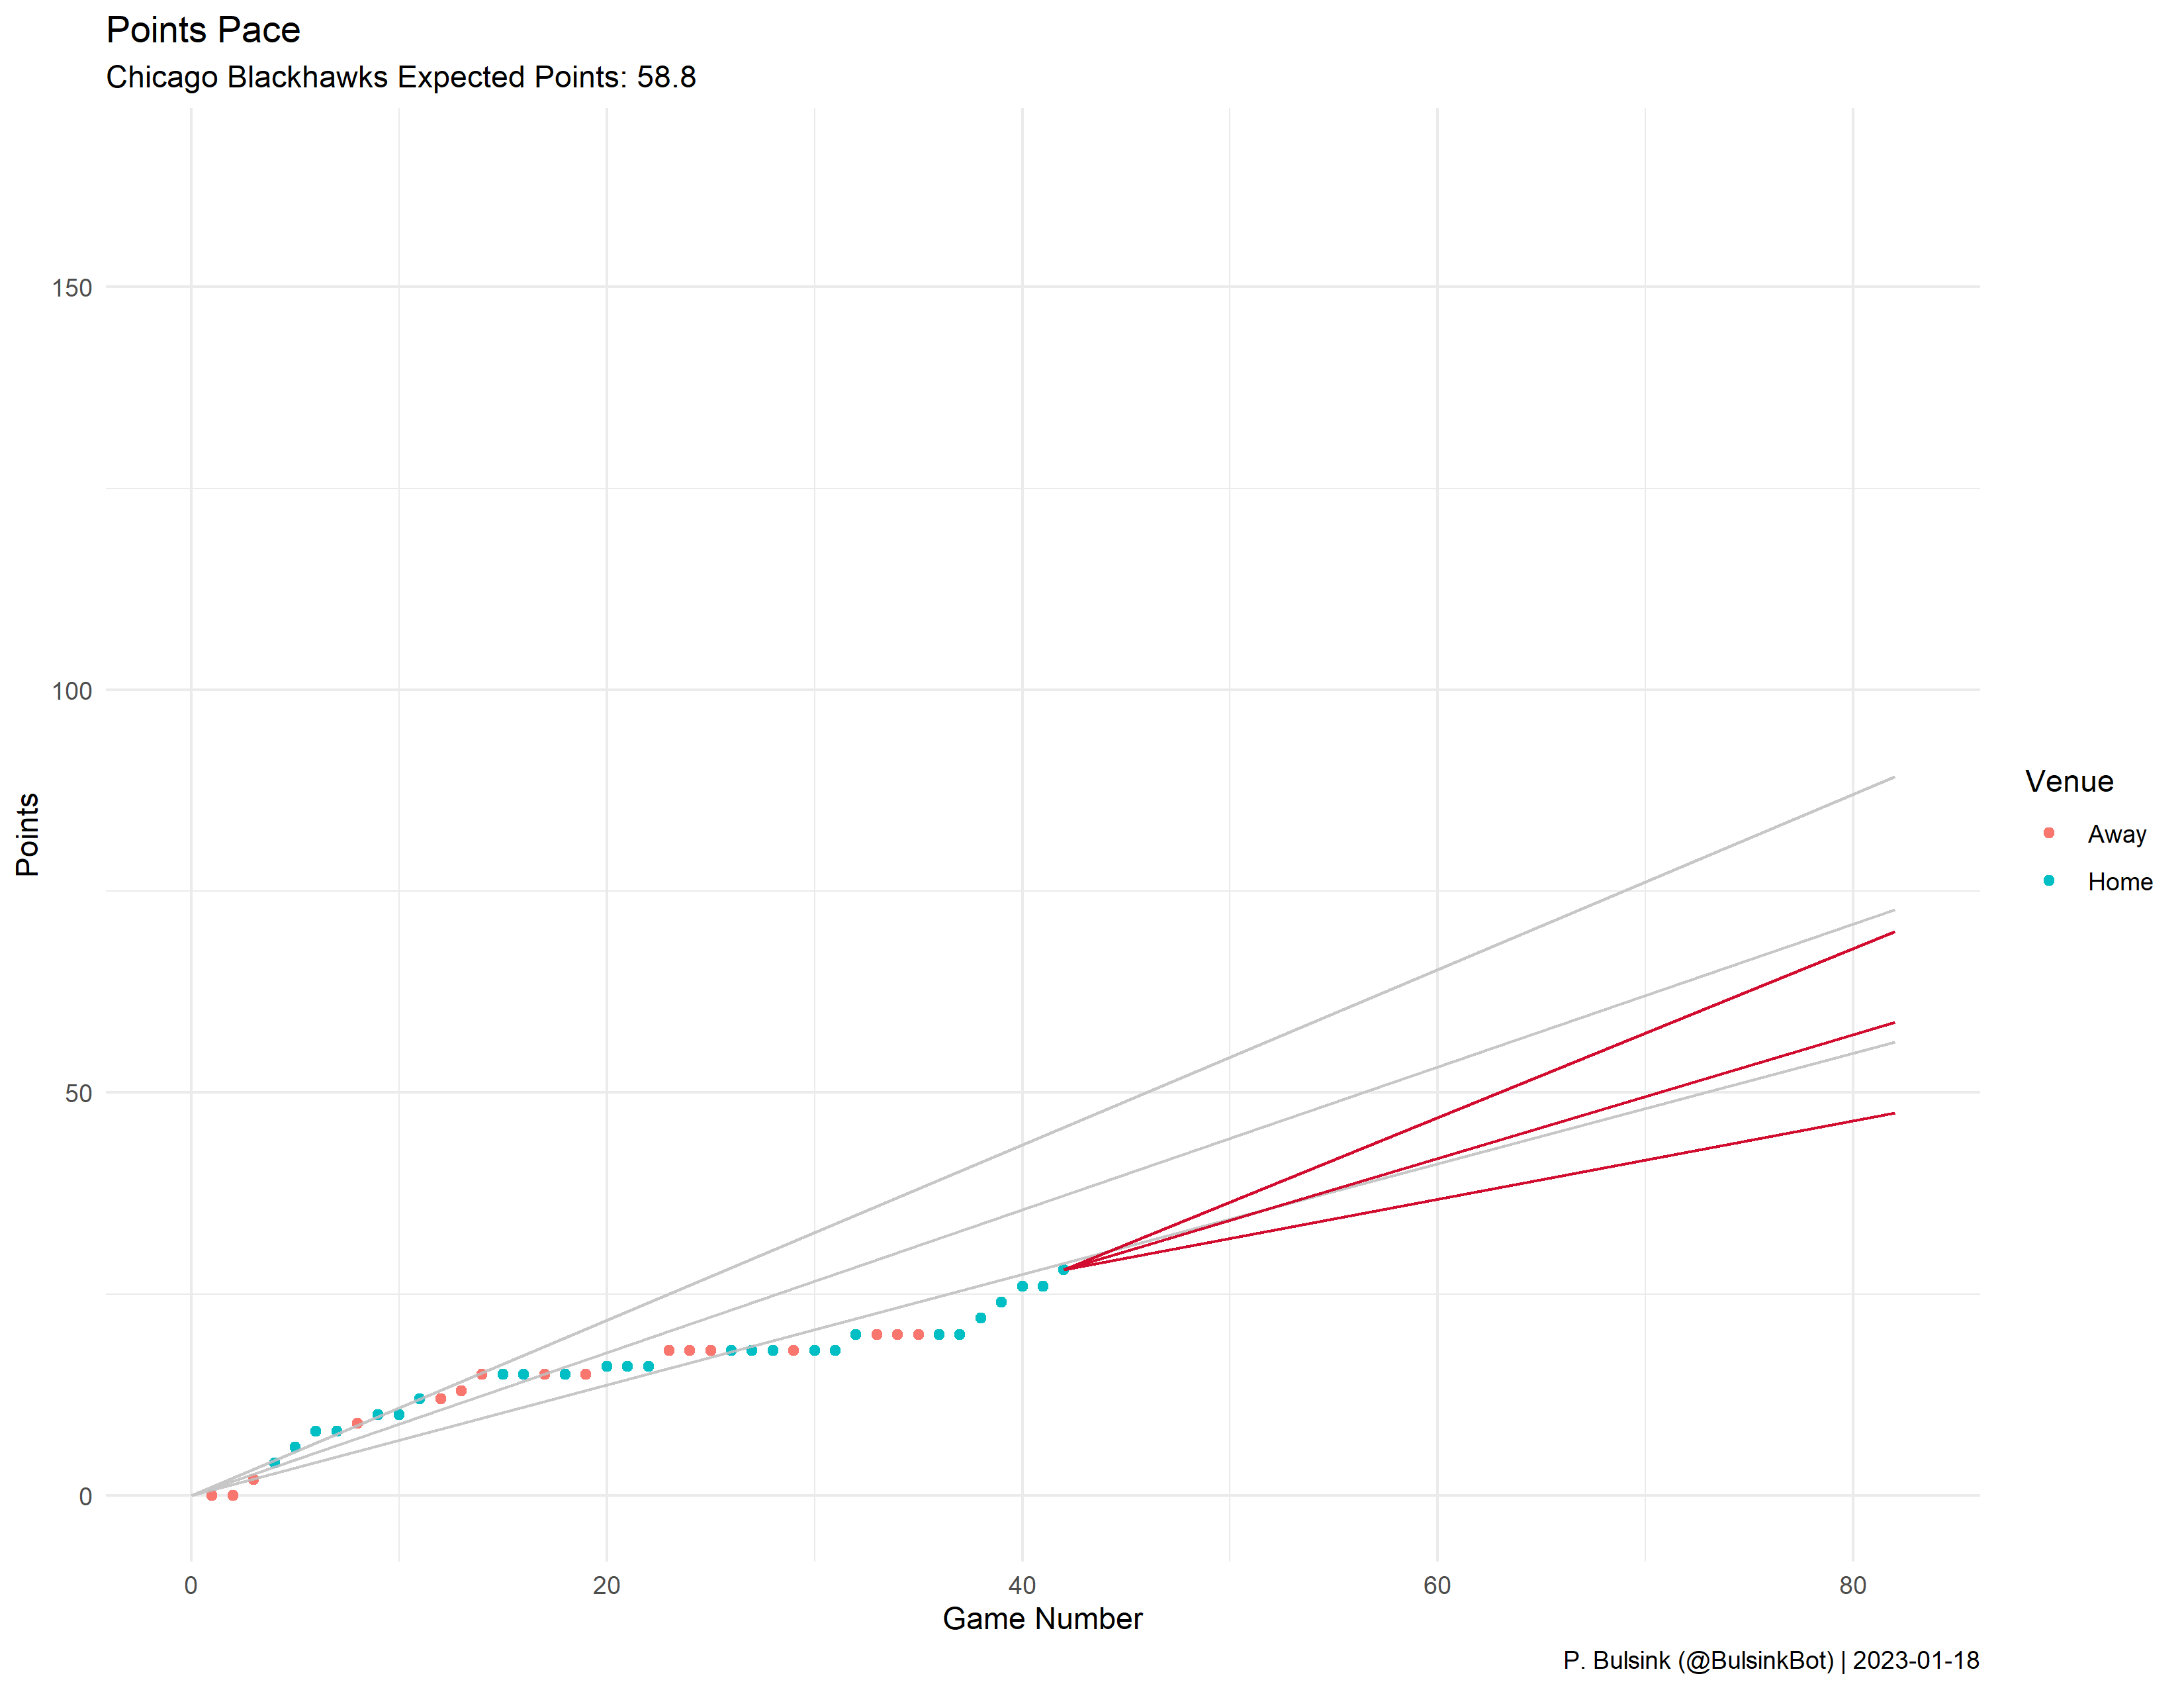 Points Pace
Chicago Blackhawks Expected Points: 58.8
150
100
50
0
Points
0 20 40 60 80
Game Number
Venue
Away
Home
P. Bulsink (@BulsinkBot) | 2023-01-18